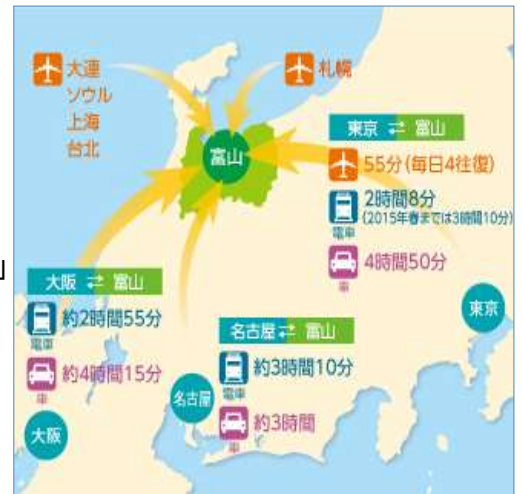 大連
ソウル
上海
台北
札幌
富山
東京 ⇄ 富山
55分(毎日4往復)
2時間8分
(2015年春までは3時間10分)
電車
4時間50分
車
大阪 ⇄ 富山
約2時間55分
電車
約4時間15分
車
名古屋 ⇄ 富山
約3時間10分
電車
約3時間
車
東京
名古屋
大阪